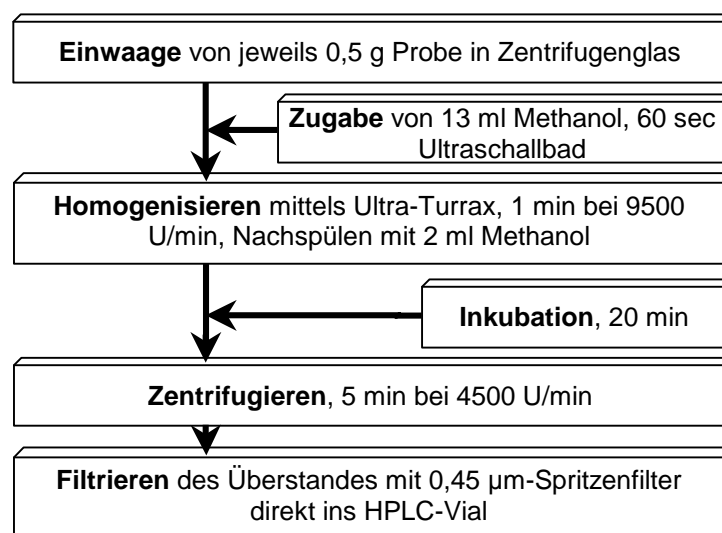 Einwaage von jeweils 0,5 g Probe in Zentrifugenglas
Zugabe von 13 ml Methanol, 60 sec
Ultraschallbad
Homogenisieren mittels Ultra-Turrax, 1 min bei 9500
U/min, Nachspülen mit 2 ml Methanol
Inkubation, 20 min
Zentrifugieren, 5 min bei 4500 U/min
Filtrieren des Überstandes mit 0,45 µm-Spritzenfilter
direkt ins HPLC-Vial